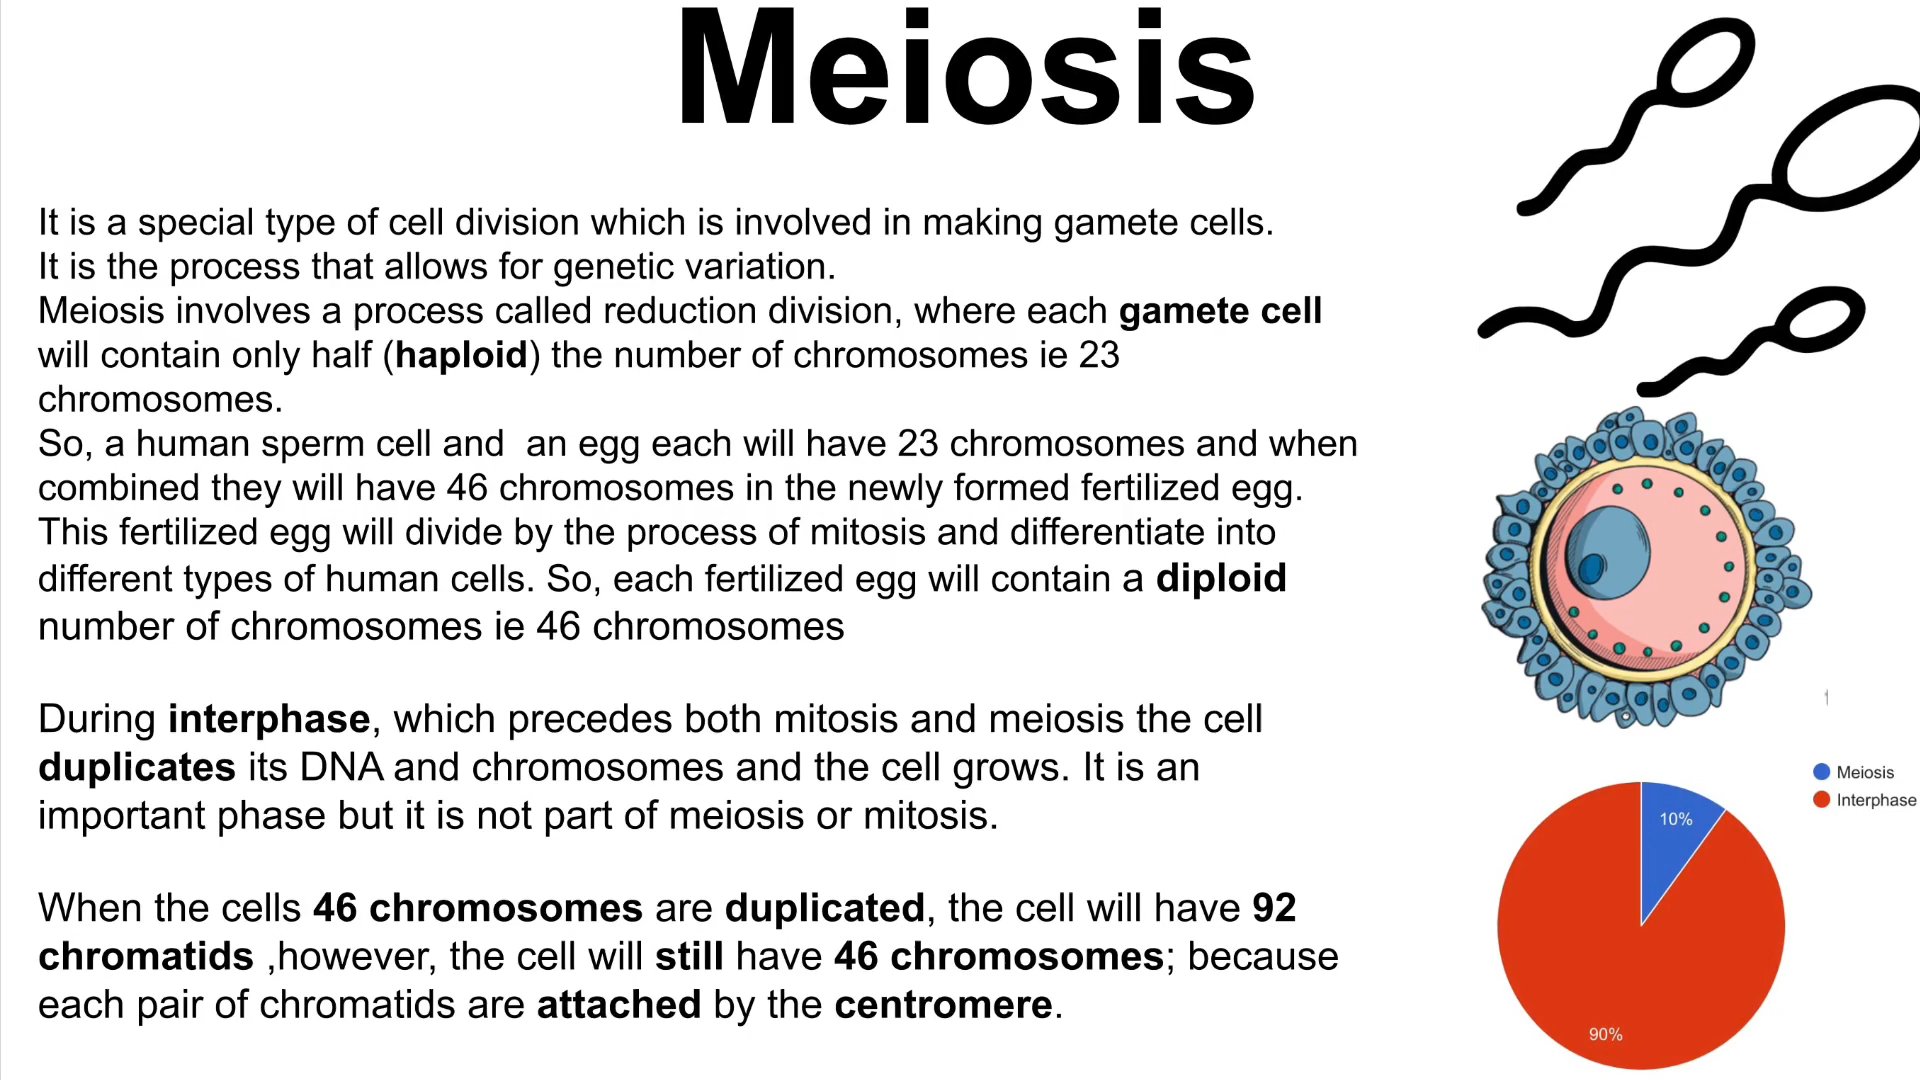 Meiosis
It is a special type of cell division which is involved in making gamete cells.
It is the process that allows for genetic variation.
Meiosis involves a process called reduction division, where each gamete cell
will contain only half (haploid) the number of chromosomes ie 23
chromosomes.
So, a human sperm cell and  an egg each will have 23 chromosomes and when
combined they will have 46 chromosomes in the newly formed fertilized egg.
This fertilized egg will divide by the process of mitosis and differentiate into
different types of human cells. So, each fertilized egg will contain a diploid
number of chromosomes ie 46 chromosomes
During interphase, which precedes both mitosis and meiosis the cell
duplicates its DNA and chromosomes and the cell grows. It is an
important phase but it is not part of meiosis or mitosis.
When the cells 46 chromosomes are duplicated, the cell will have 92
chromatids ,however, the cell will still have 46 chromosomes; because
each pair of chromatids are attached by the centromere.
Meiosis
Interphase
10%
90%